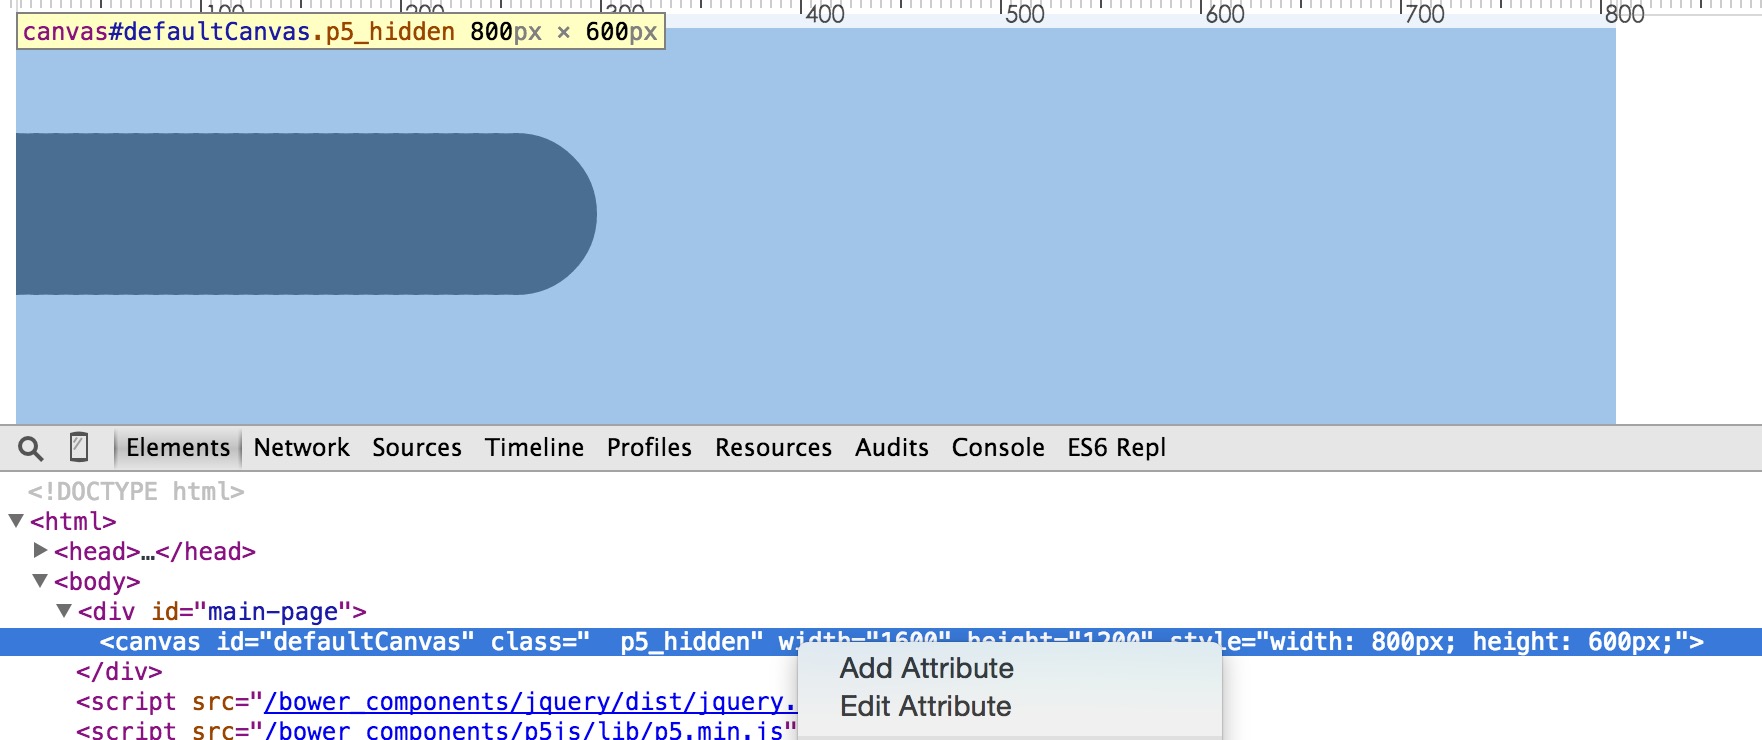 100 200 300 400 500 600 700 800
canvas#defaultCanvas.p5_hidden 800px × 600px
Elements Network Sources Timeline Profiles Resources Audits Console ES6 Repl
<!DOCTYPE html>
▼<html>
▶<head>…</head>
▼<body>
▼<div id="main-page">
<canvas id="defaultCanvas" class="  p5_hidden" width="1600" height="1200" style="width: 800px; height: 600px;">
</div>
Add Attribute
<script src="/bower_components/jquery/dist/jquery.
Edit Attribute
<script src="/bower_components/p5js/lib/p5.min.js"